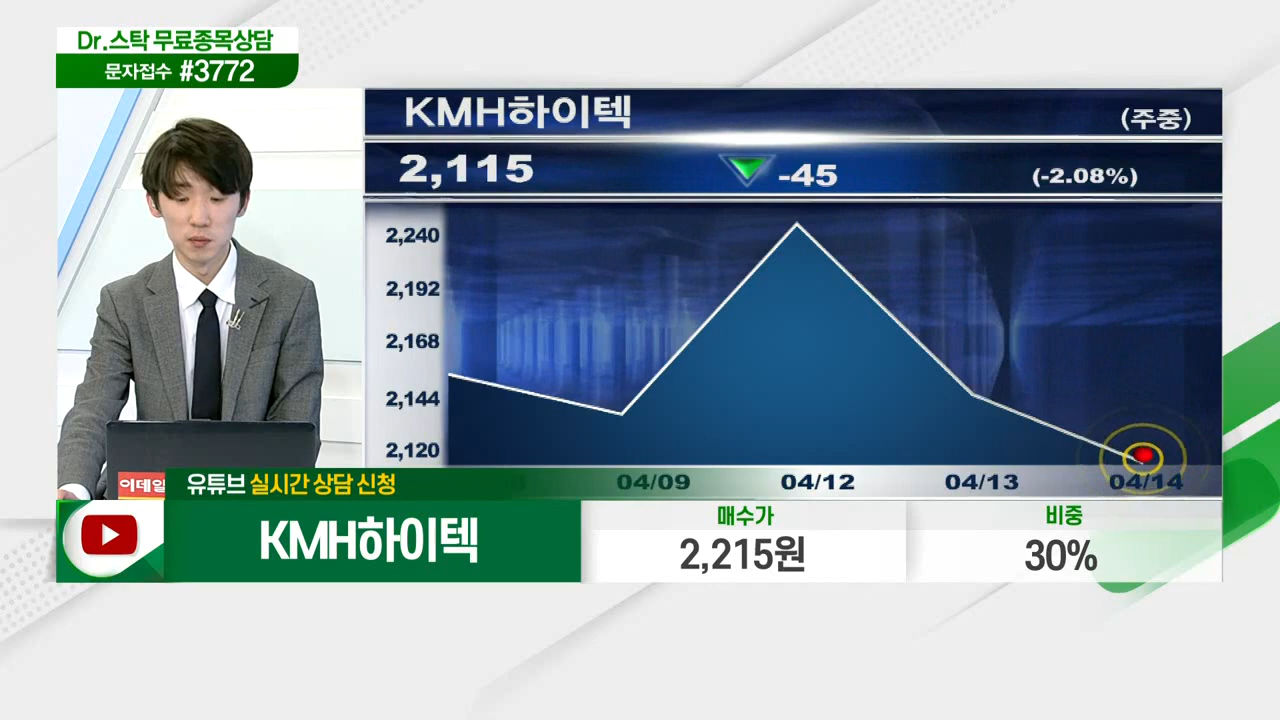 Dr.스탁 무료종목상담
문자접수 #3772
KMH하이텍
(주중)
2,115
-45
(-2.08%)
2,240
2,192
2,168
2,144
2,120
04/09
04/12
04/13
04/14
이데일
유튜브 실시간 상담 신청
KMH하이텍
매수가
2,215원
비중
30%